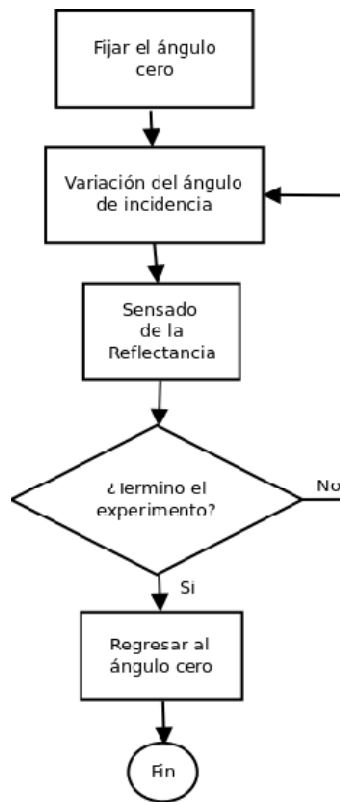 Fijar el ángulo
cero
Variación del ángulo
de incidencia
Sensado
de la
Reflectancia
¿Termino el
experimento?
No
Si
Regresar al
ángulo cero
Fin